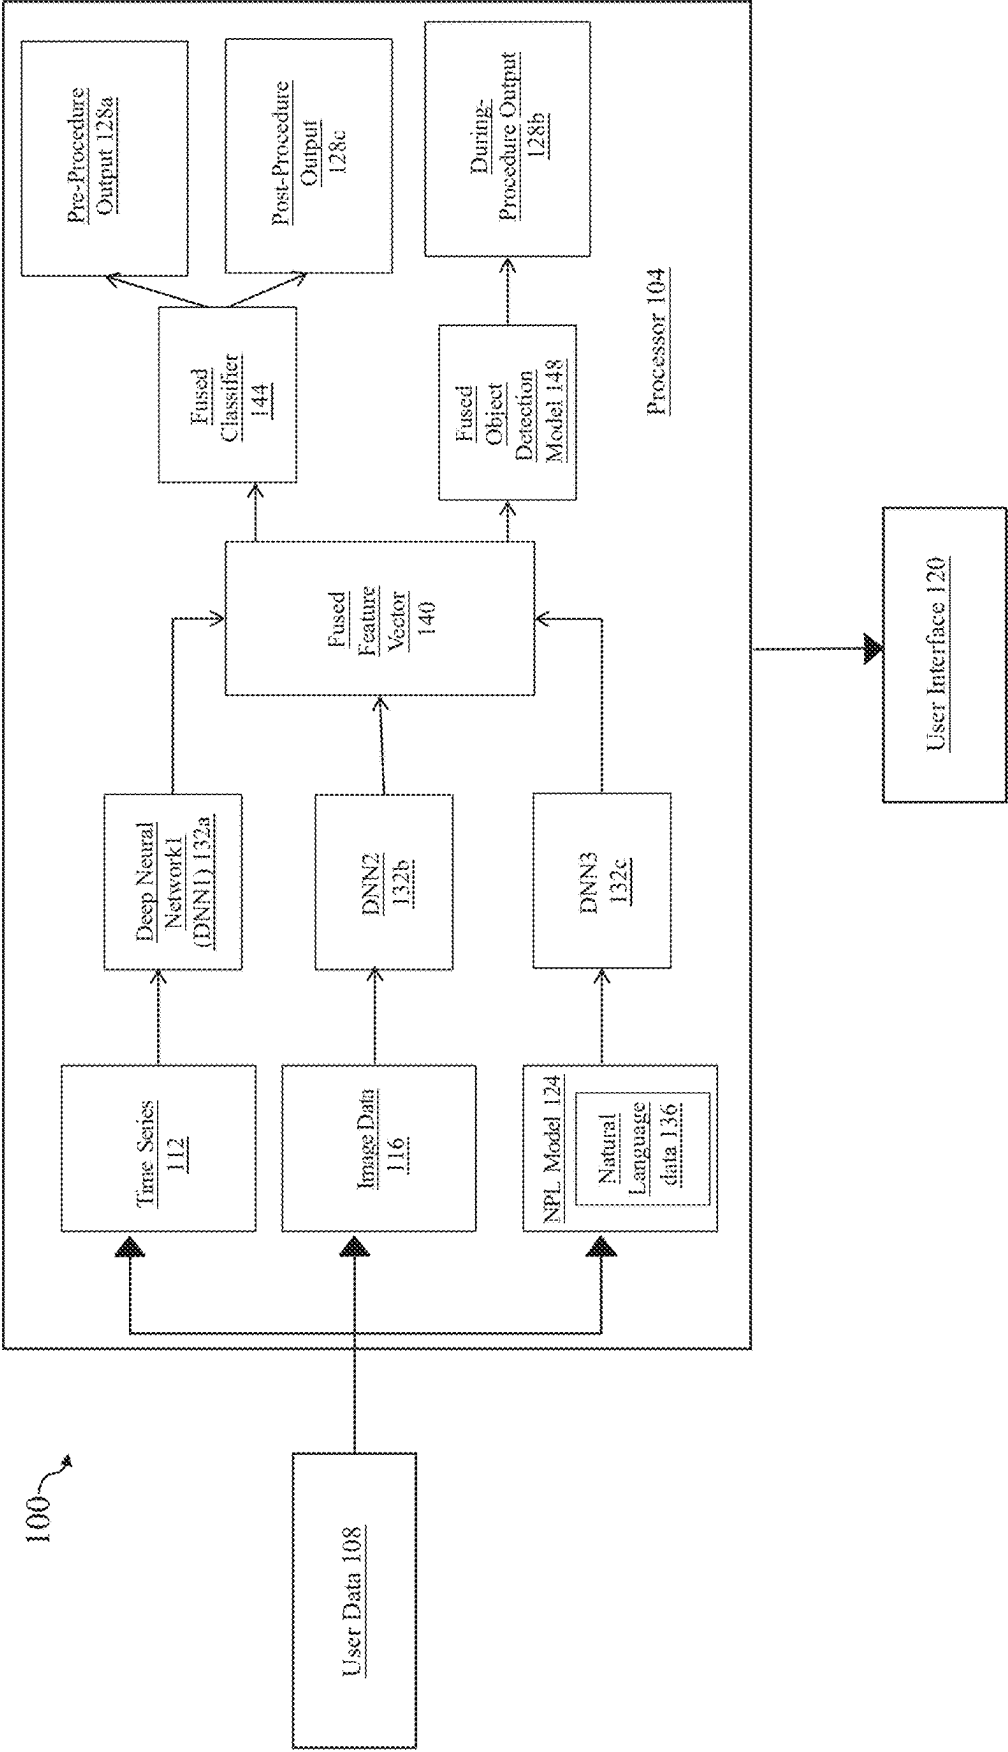 100
User Data 108
Time Series
112
Image Data
116
NPL Model 124
Natural
Language
data 136
Deep Neural
Network1
(DNN1) 132a
DNN2
132b
DNN3
132c
Fused
Feature
Vector
140
Fused
Classifier
144
Fused
Object
Detection
Model 148
Pre-Procedure
Output 128a
Post-Procedure
Output
128c
During-
Procedure Output
128b
Processor 104
User Interface 120